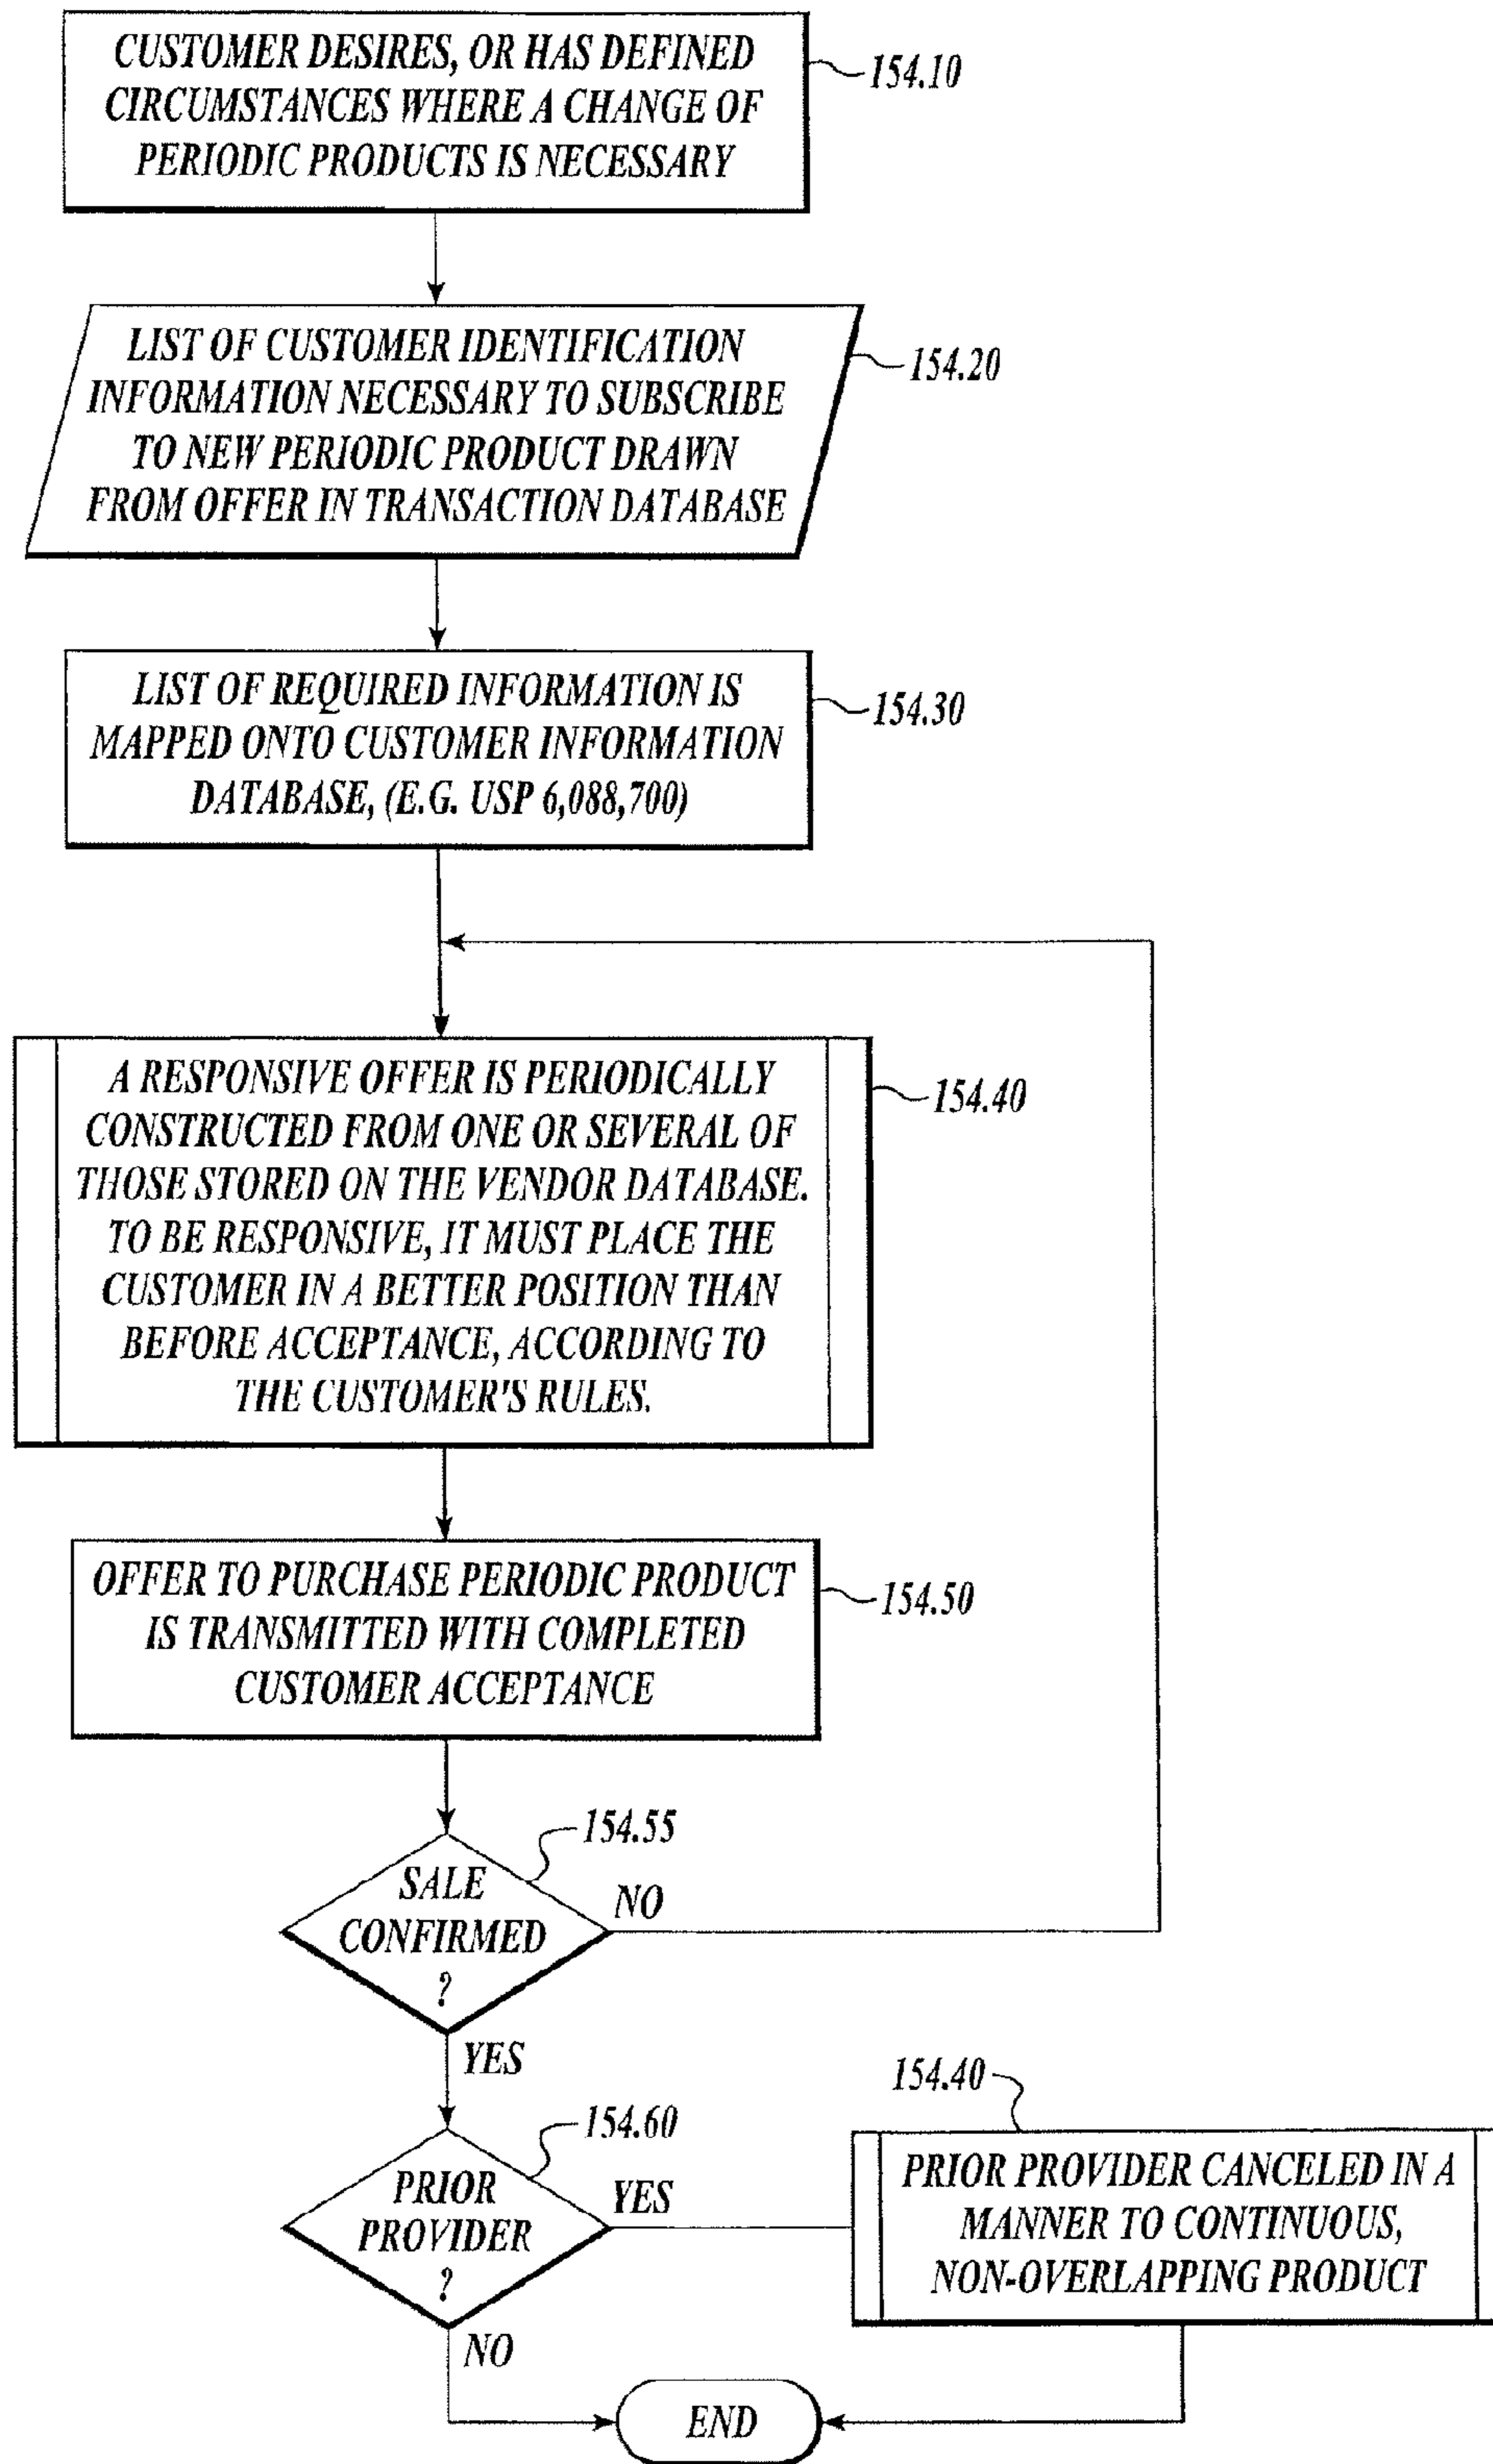 CUSTOMER DESIRES, OR HAS DEFINED
CIRCUMSTANCES WHERE A CHANGE OF
PERIODIC PRODUCTS IS NECESSARY
154.10
LIST OF CUSTOMER IDENTIFICATION
INFORMATION NECESSARY TO SUBSCRIBE
TO NEW PERIODIC PRODUCT DRAWN
FROM OFFER IN TRANSACTION DATABASE
154.20
LIST OF REQUIRED INFORMATION IS
MAPPED ONTO CUSTOMER INFORMATION
DATABASE, (E.G. USP 6,088,700)
154.30
A RESPONSIVE OFFER IS PERIODICALLY
CONSTRUCTED FROM ONE OR SEVERAL OF
THOSE STORED ON THE VENDOR DATABASE.
TO BE RESPONSIVE, IT MUST PLACE THE
CUSTOMER IN A BETTER POSITION THAN
BEFORE ACCEPTANCE, ACCORDING TO
THE CUSTOMER'S RULES.
154.40
OFFER TO PURCHASE PERIODIC PRODUCT
IS TRANSMITTED WITH COMPLETED
CUSTOMER ACCEPTANCE
154.50
154.55
SALE
CONFIRMED
?
NO
YES
154.60
PRIOR
PROVIDER
?
YES
NO
154.40
PRIOR PROVIDER CANCELED IN A
MANNER TO CONTINUOUS,
NON-OVERLAPPING PRODUCT
END